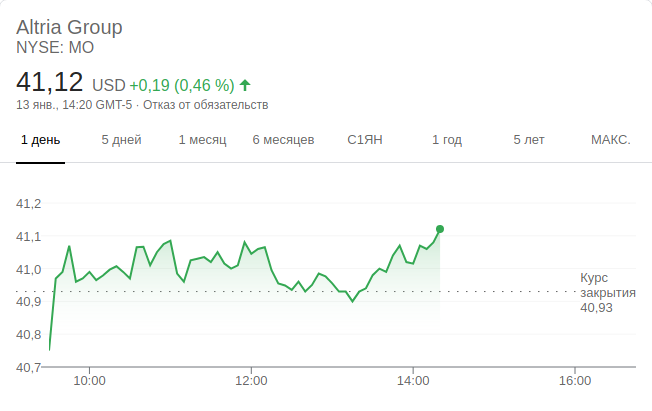 Altria Group
NYSE: MO
41,12 USD +0,19 (0,46 %)
13 янв., 14:20 GMT-5 · Отказ от обязательств
1 день 5 дней 1 месяц 6 месяцев С1ЯН 1 год 5 лет МАКС.
41,2
41,1
41,0
40,9
40,8
40,7
Курс
закрытия
40,93
10:00 12:00 14:00 16:00